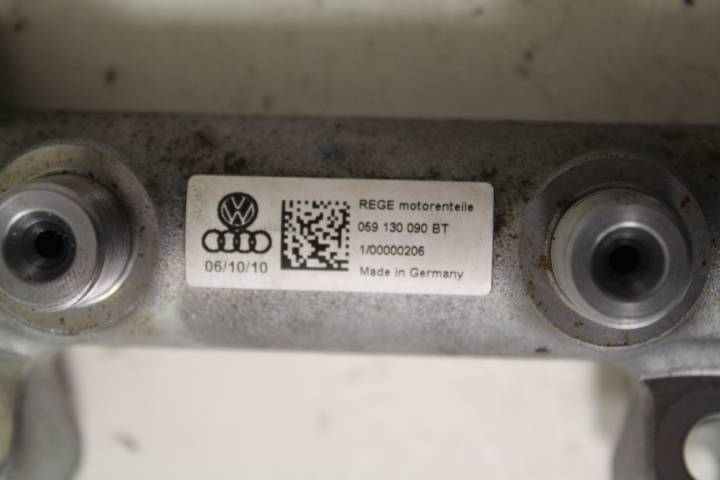 REGE motorenteile
059 130 090 BT
1/00000206
Made in Germany
06/10/10